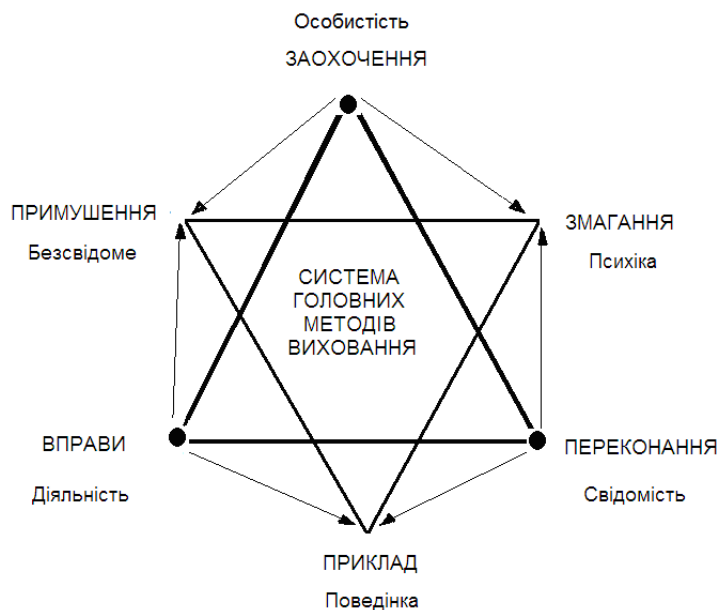 Особистість
ЗАОХОЧЕННЯ
ПРИМУШЕННЯ
Безсвідоме
ЗМАГАННЯ
Психіка
СИСТЕМА
ГОЛОВНИХ
МЕТОДІВ
ВИХОВАННЯ
ВПРАВИ
Діяльність
ПЕРЕКОНАННЯ
Свідомість
ПРИКЛАД
Поведінка